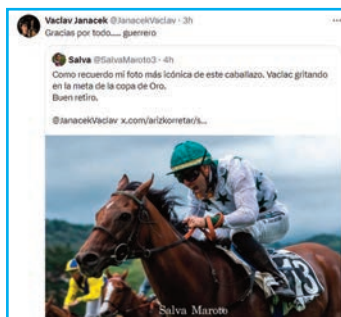 Vaclav Janacek @JanacekVaclav · 3h
Gracias por todo..... guerrero
Salva @SalvaMaroto3 · 4h
Como recuerdo mi foto más icónica de este caballazo. Vaclac gritando
en la meta de la copa de Oro.
Buen retiro.
@JanacekVaclav x.com/arizkorretar/s...
13
Salva Maroto